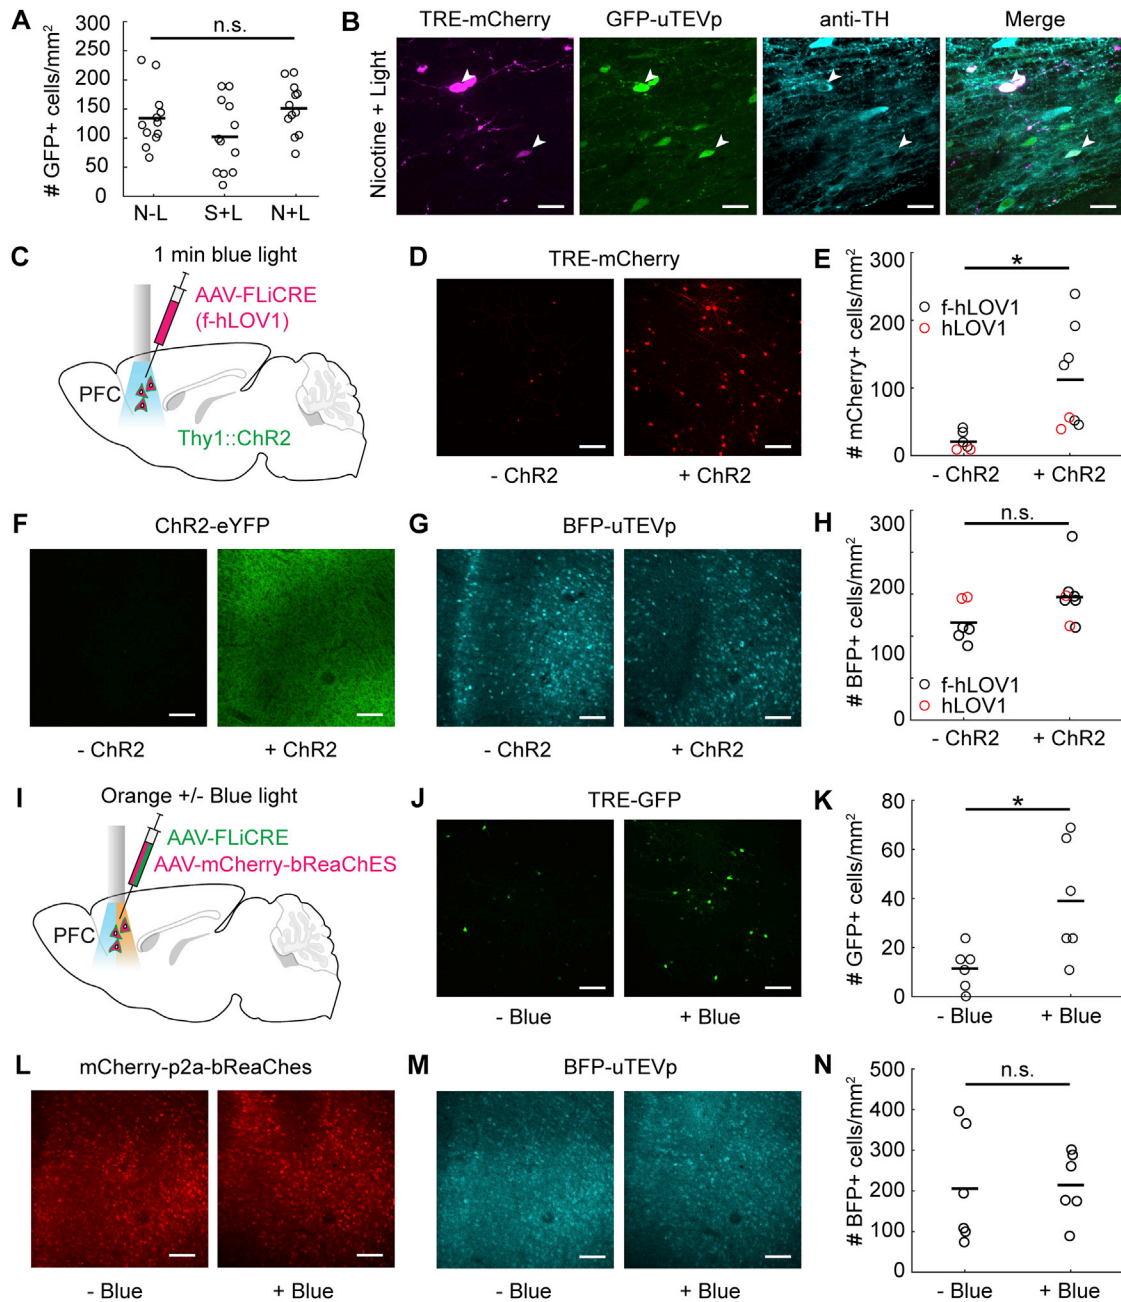 A
# GFP+ cells/mm²
300
250
200
150
100
50
0
n.s.
N-L
S+L
N+L
B
TRE-mCherry
GFP-uTEVp
anti-TH
Merge
Nicotine + Light
C
1 min blue light
AAV-FLiCRE
(f-hLOV1)
PFC
Thy1::ChR2
D
TRE-mCherry
- ChR2
+ ChR2
E
# mCherry+ cells/mm²
300
200
100
0
*
f-hLOV1
hLOV1
- ChR2
+ ChR2
F
ChR2-eYFP
- ChR2
+ ChR2
G
BFP-uTEVp
- ChR2
+ ChR2
H
# BFP+ cells/mm²
300
200
100
0
n.s.
f-hLOV1
hLOV1
- ChR2
+ ChR2
I
Orange +/- Blue light
AAV-FLiCRE
AAV-mCherry-bReaChES
PFC
J
TRE-GFP
- Blue
+ Blue
K
# GFP+ cells/mm²
80
60
40
20
0
*
- Blue
+ Blue
L
mCherry-p2a-bReaChes
- Blue
+ Blue
M
BFP-uTEVp
- Blue
+ Blue
N
# BFP+ cells/mm²
500
400
300
200
100
0
n.s.
- Blue
+ Blue